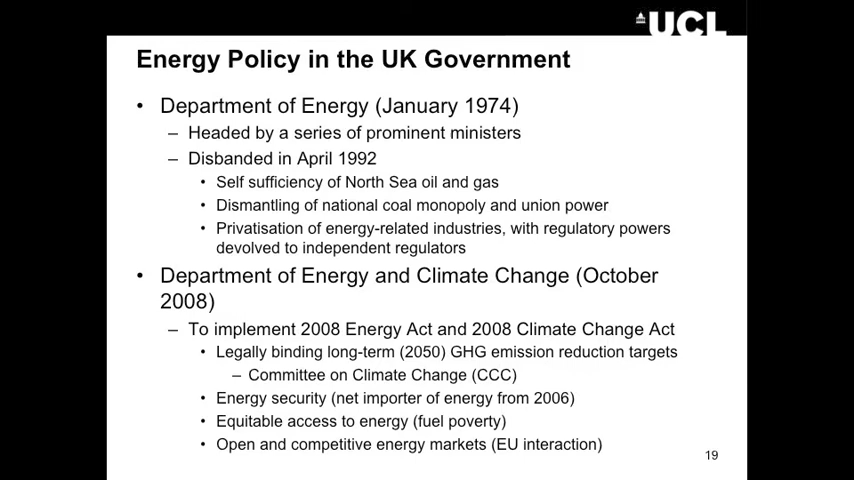 UCL
Energy Policy in the UK Government
• Department of Energy (January 1974)
– Headed by a series of prominent ministers
– Disbanded in April 1992
• Self sufficiency of North Sea oil and gas
• Dismantling of national coal monopoly and union power
• Privatisation of energy-related industries, with regulatory powers
devolved to independent regulators
• Department of Energy and Climate Change (October
2008)
– To implement 2008 Energy Act and 2008 Climate Change Act
• Legally binding long-term (2050) GHG emission reduction targets
– Committee on Climate Change (CCC)
• Energy security (net importer of energy from 2006)
• Equitable access to energy (fuel poverty)
• Open and competitive energy markets (EU interaction)
19